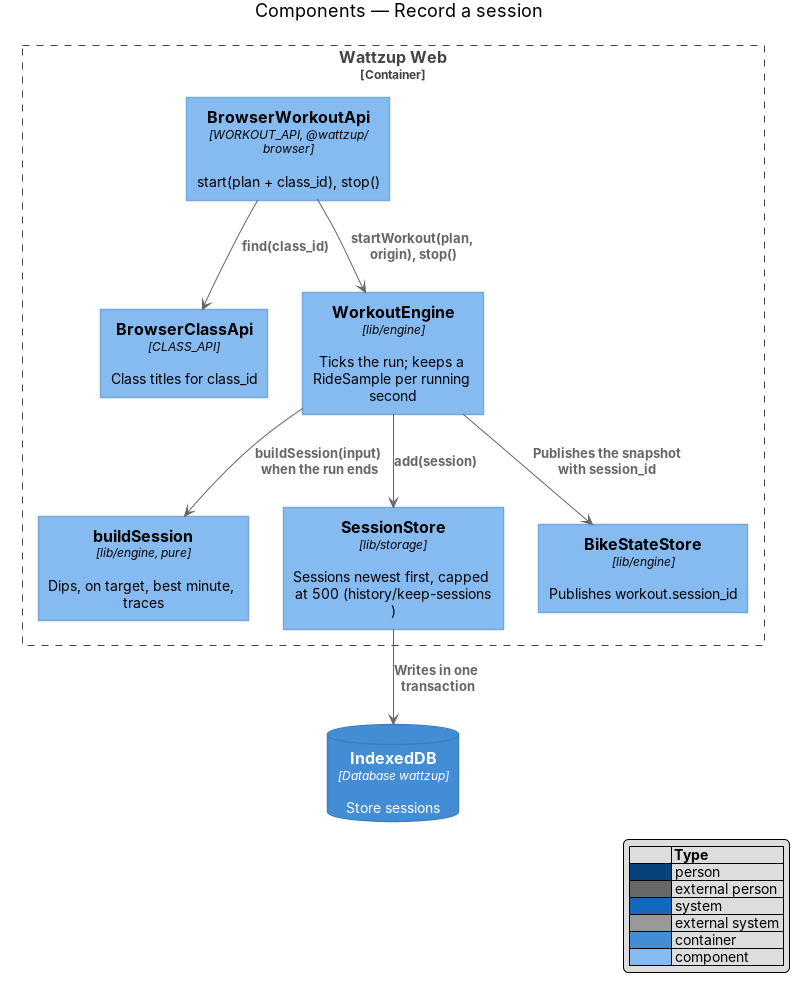 Components — Record a session
Wattzup Web
[Container]
BrowserWorkoutApi
[WORKOUT_API, @wattzup/
browser]
start(plan + class_id), stop()
find(class_id)
startWorkout(plan,
origin), stop()
BrowserClassApi
[CLASS_API]
Class titles for class_id
WorkoutEngine
[lib/engine]
Ticks the run; keeps a
RideSample per running
second
buildSession(input)
when the run ends
add(session)
Publishes the snapshot
with session_id
buildSession
[lib/engine, pure]
Dips, on target, best minute,
traces
SessionStore
[lib/storage]
Sessions newest first, capped
at 500 (history/keep-sessions
)
BikeStateStore
[lib/engine]
Publishes workout.session_id
Writes in one
transaction
IndexedDB
[Database wattzup]
Store sessions
Type
person
external person
system
external system
container
component